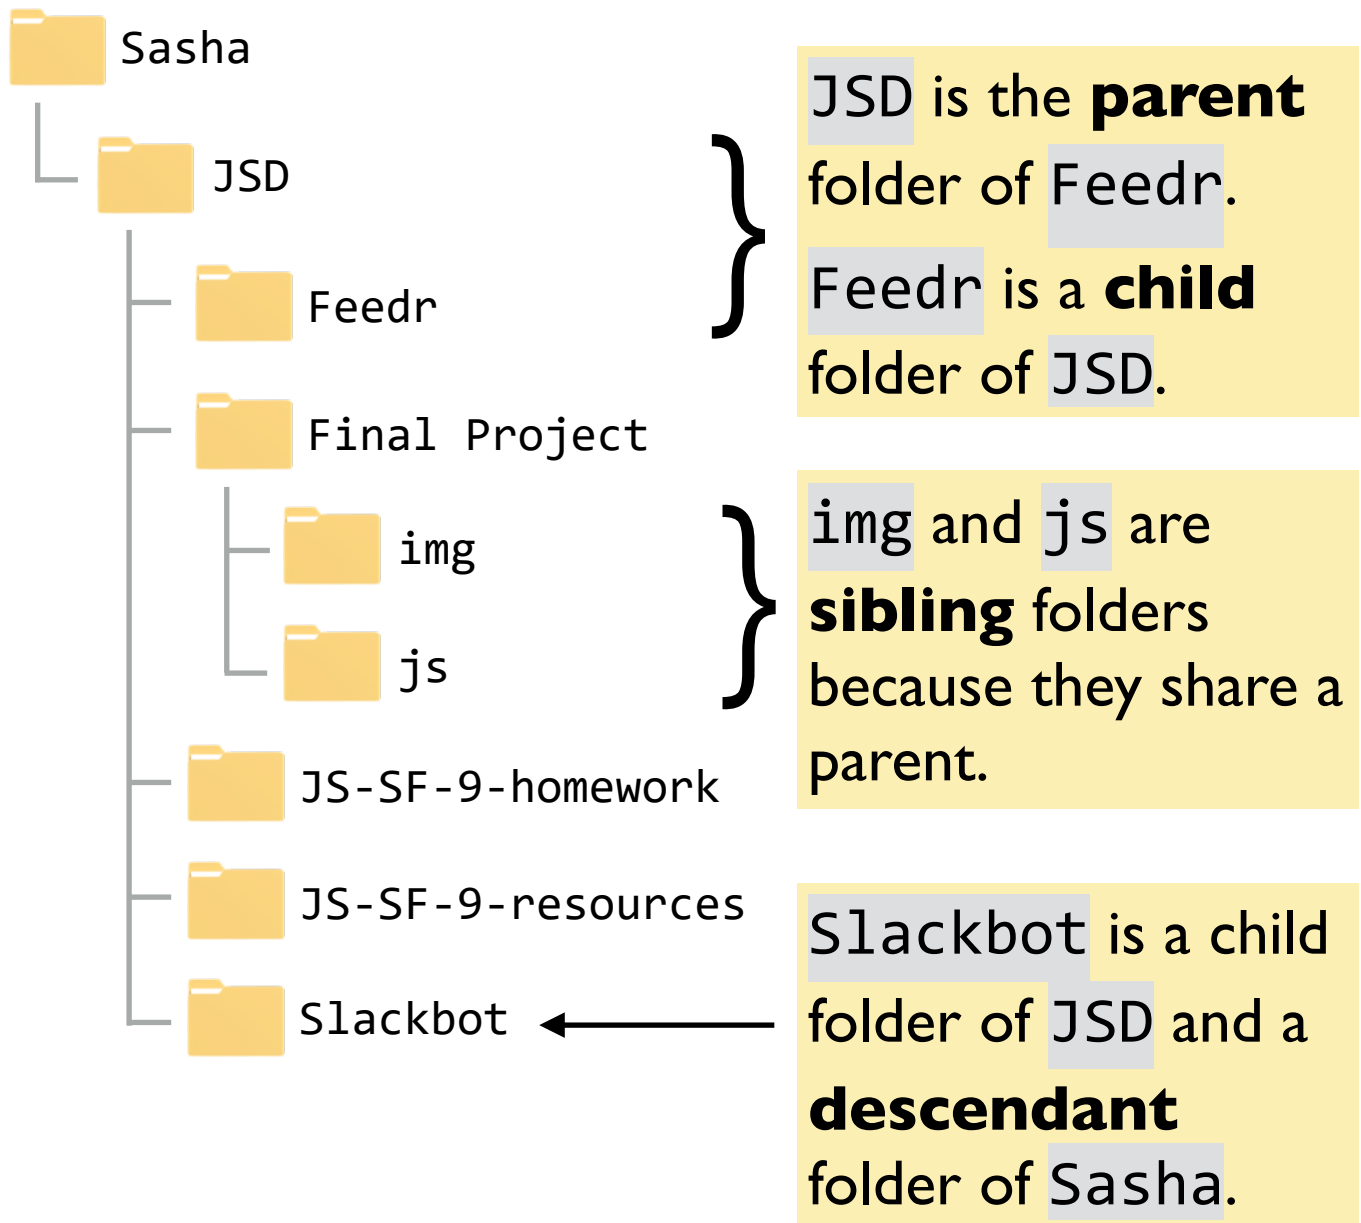 Sasha
JSD
Feedr
Final Project
img
js
JS-SF-9-homework
JS-SF-9-resources
Slackbot
JSD is the parent
folder of Feedr.
Feedr is a child
folder of JSD.
img and js are
sibling folders
because they share a
parent.
Slackbot is a child
folder of JSD and a
descendant
folder of Sasha.